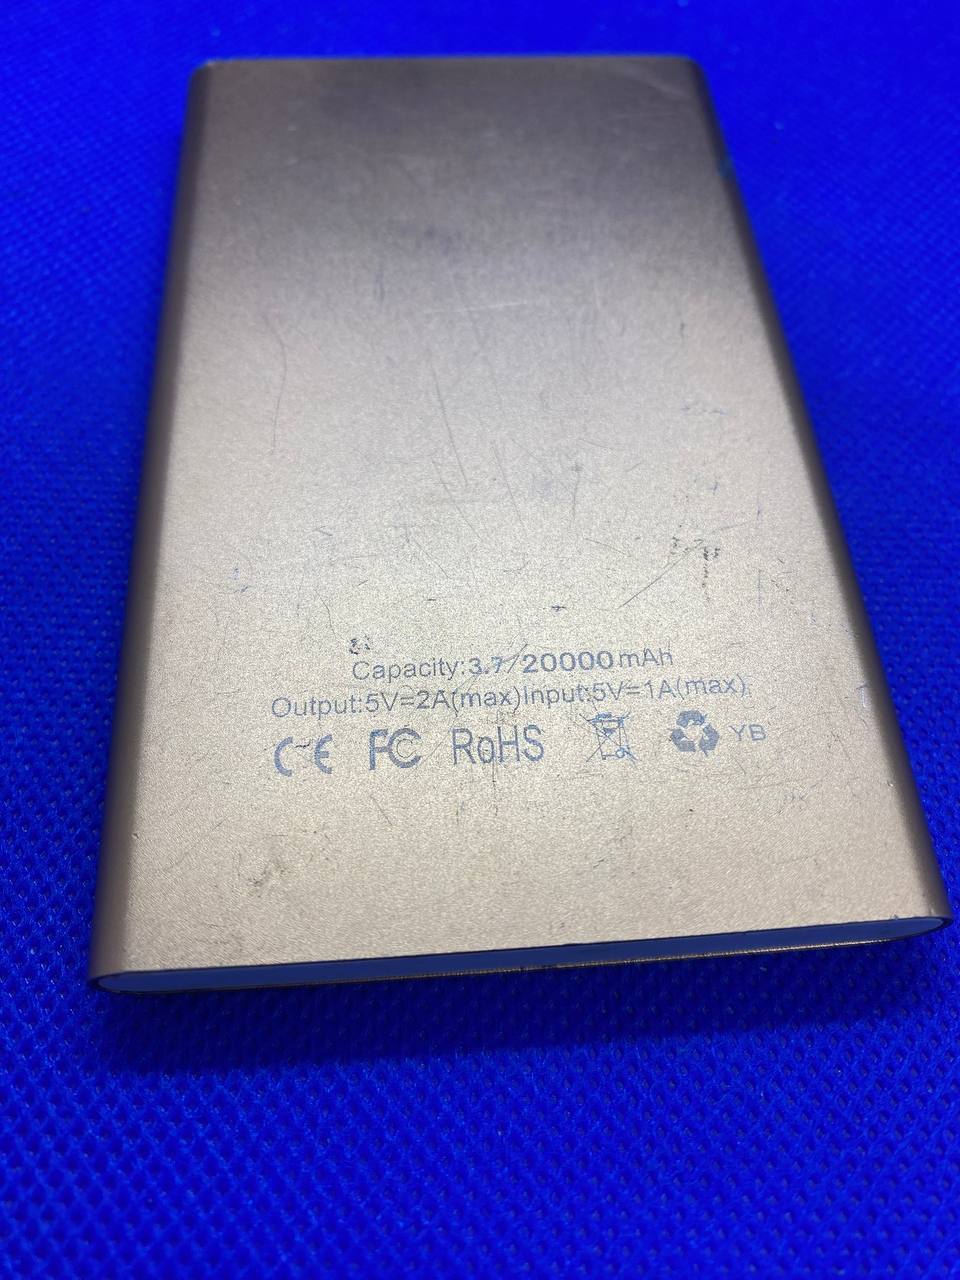 Capacity:3.7/20000mAh
Output:5V=2A(max)Input:5V=1A(max)
CE FC RoHS YB